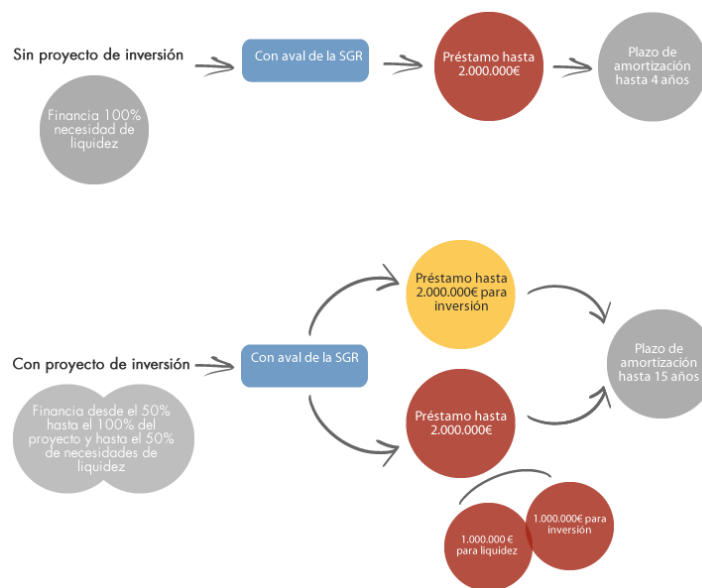 Sin proyecto de inversión
Financia 100%
necesidad de
liquidez
Con aval de la SGR
Préstamo hasta
2.000.000€
Plazo de
amortización
hasta 4 años
Con proyecto de inversión
Financia desde el 50%
hasta el 100% del
proyecto y hasta el 50%
de necesidades de
liquidez
Con aval de la SGR
Préstamo hasta
2.000.000€ para
inversión
Préstamo hasta
2.000.000€
1.000.000 €
para liquidez
1.000.000€ para
inversión
Plazo de
amortización
hasta 15 años